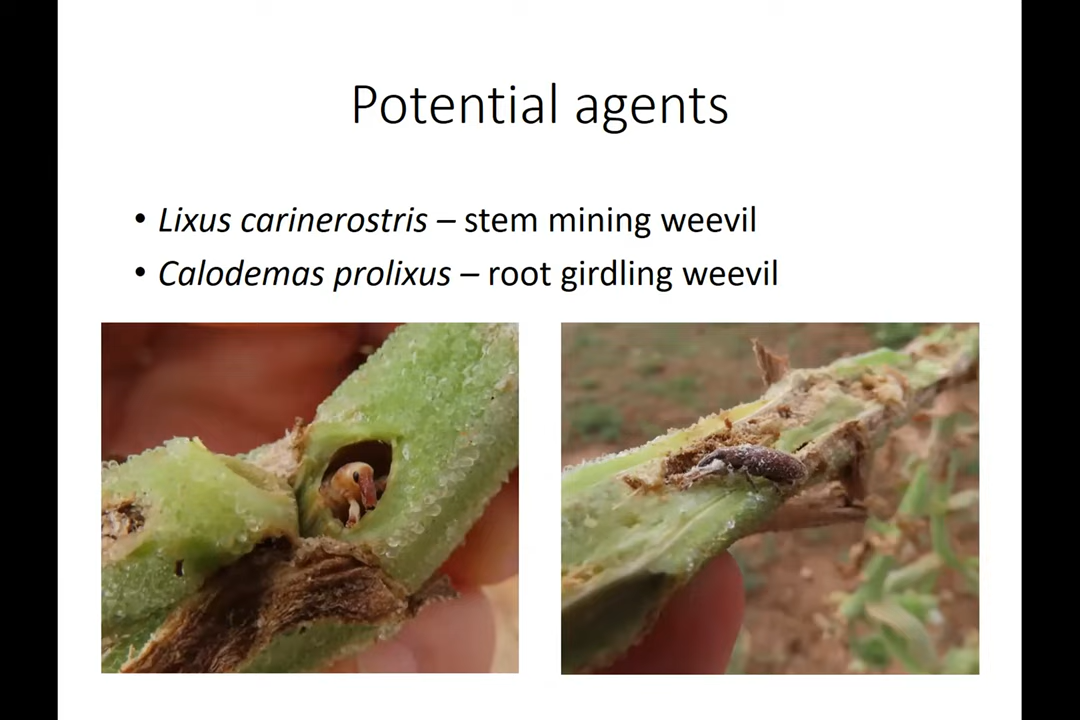 Potential agents
• Lixus carinerostris – stem mining weevil
• Calodemas prolixus – root girdling weevil